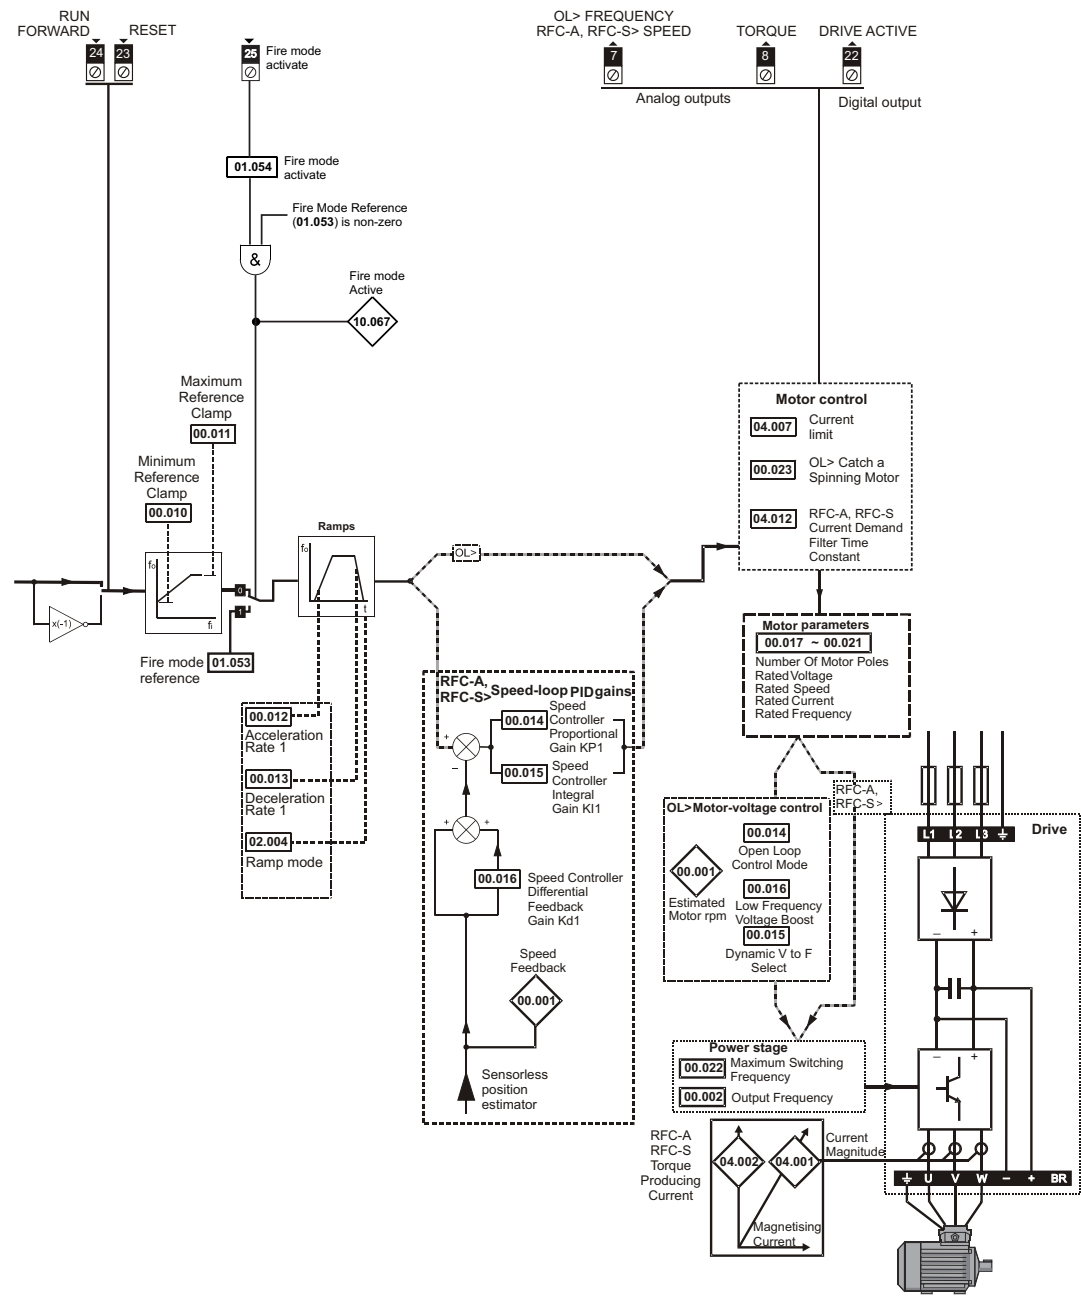 RUN
FORWARD
RESET
24
23
25
Fire mode
activate
OL> FREQUENCY
RFC-A, RFC-S> SPEED
TORQUE
DRIVE ACTIVE
7
8
22
Analog outputs
Digital output
01.054
Fire mode
activate
Fire Mode Reference
(01.053) is non-zero
&
Fire mode
Active
10.067
Maximum
Reference
Clamp
00.011
Minimum
Reference
Clamp
00.010
Ramps
fo
fi
fo
t
x(-1)
0
1
Fire mode
reference
01.053
OL>
Motor control
04.007
Current
limit
00.023
OL> Catch a
Spinning Motor
04.012
RFC-A, RFC-S
Current Demand
Filter Time
Constant
Motor parameters
00.017 ~ 00.021
Number Of Motor Poles
Rated Voltage
Rated Speed
Rated Current
Rated Frequency
00.012
Acceleration
Rate 1
00.013
Deceleration
Rate 1
02.004
Ramp mode
RFC-A,
RFC-S>
Speed-loop PID gains
+
–
00.014
Speed
Controller
Proportional
Gain KP1
00.015
Speed
Controller
Integral
Gain KI1
+
+
00.016
Speed Controller
Differential
Feedback
Gain Kd1
Speed
Feedback
00.001
Sensorless
position
estimator
RFC-A,
RFC-S >
OL> Motor-voltage control
00.014
Open Loop
Control Mode
00.001
Estimated
Motor rpm
00.016
Low Frequency
Voltage Boost
00.015
Dynamic V to F
Select
Power stage
00.022
Maximum Switching
Frequency
00.002
Output Frequency
Drive
L1 L2 L3
– +
– +
RFC-A
RFC-S
Torque
Producing
Current
04.002
04.001
Current
Magnitude
Magnetising
Current
U V W – + BR